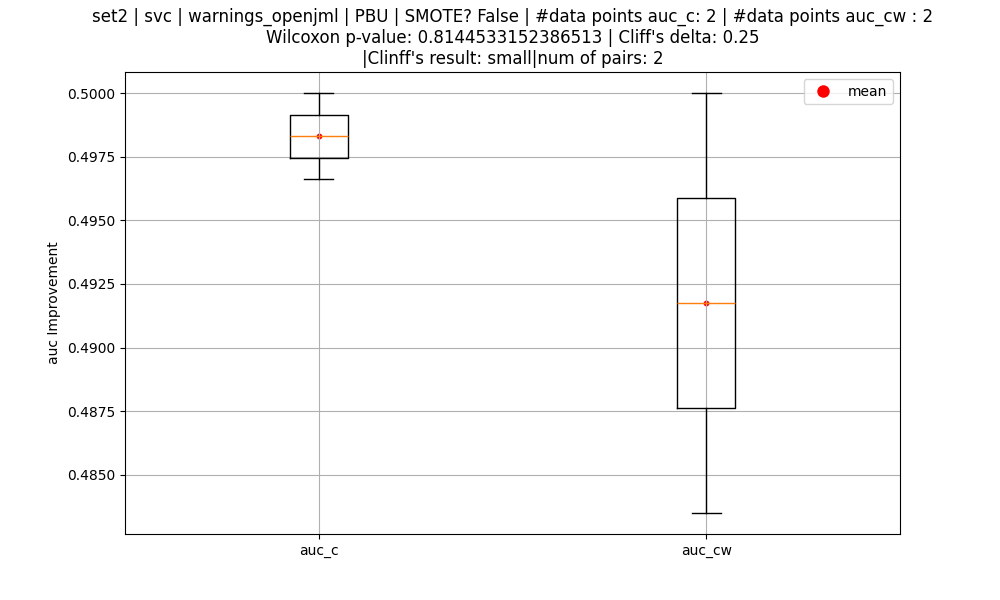 set2 | svc | warnings_openjml | PBU | SMOTE? False | #data points auc_c: 2 | #data points auc_cw : 2
Wilcoxon p-value: 0.8144533152386513 | Cliff's delta: 0.25
|Clinff's result: small|num of pairs: 2
mean
0.5000
0.4975
0.4950
0.4925
0.4900
0.4875
0.4850
auc Improvement
auc_c
auc_cw